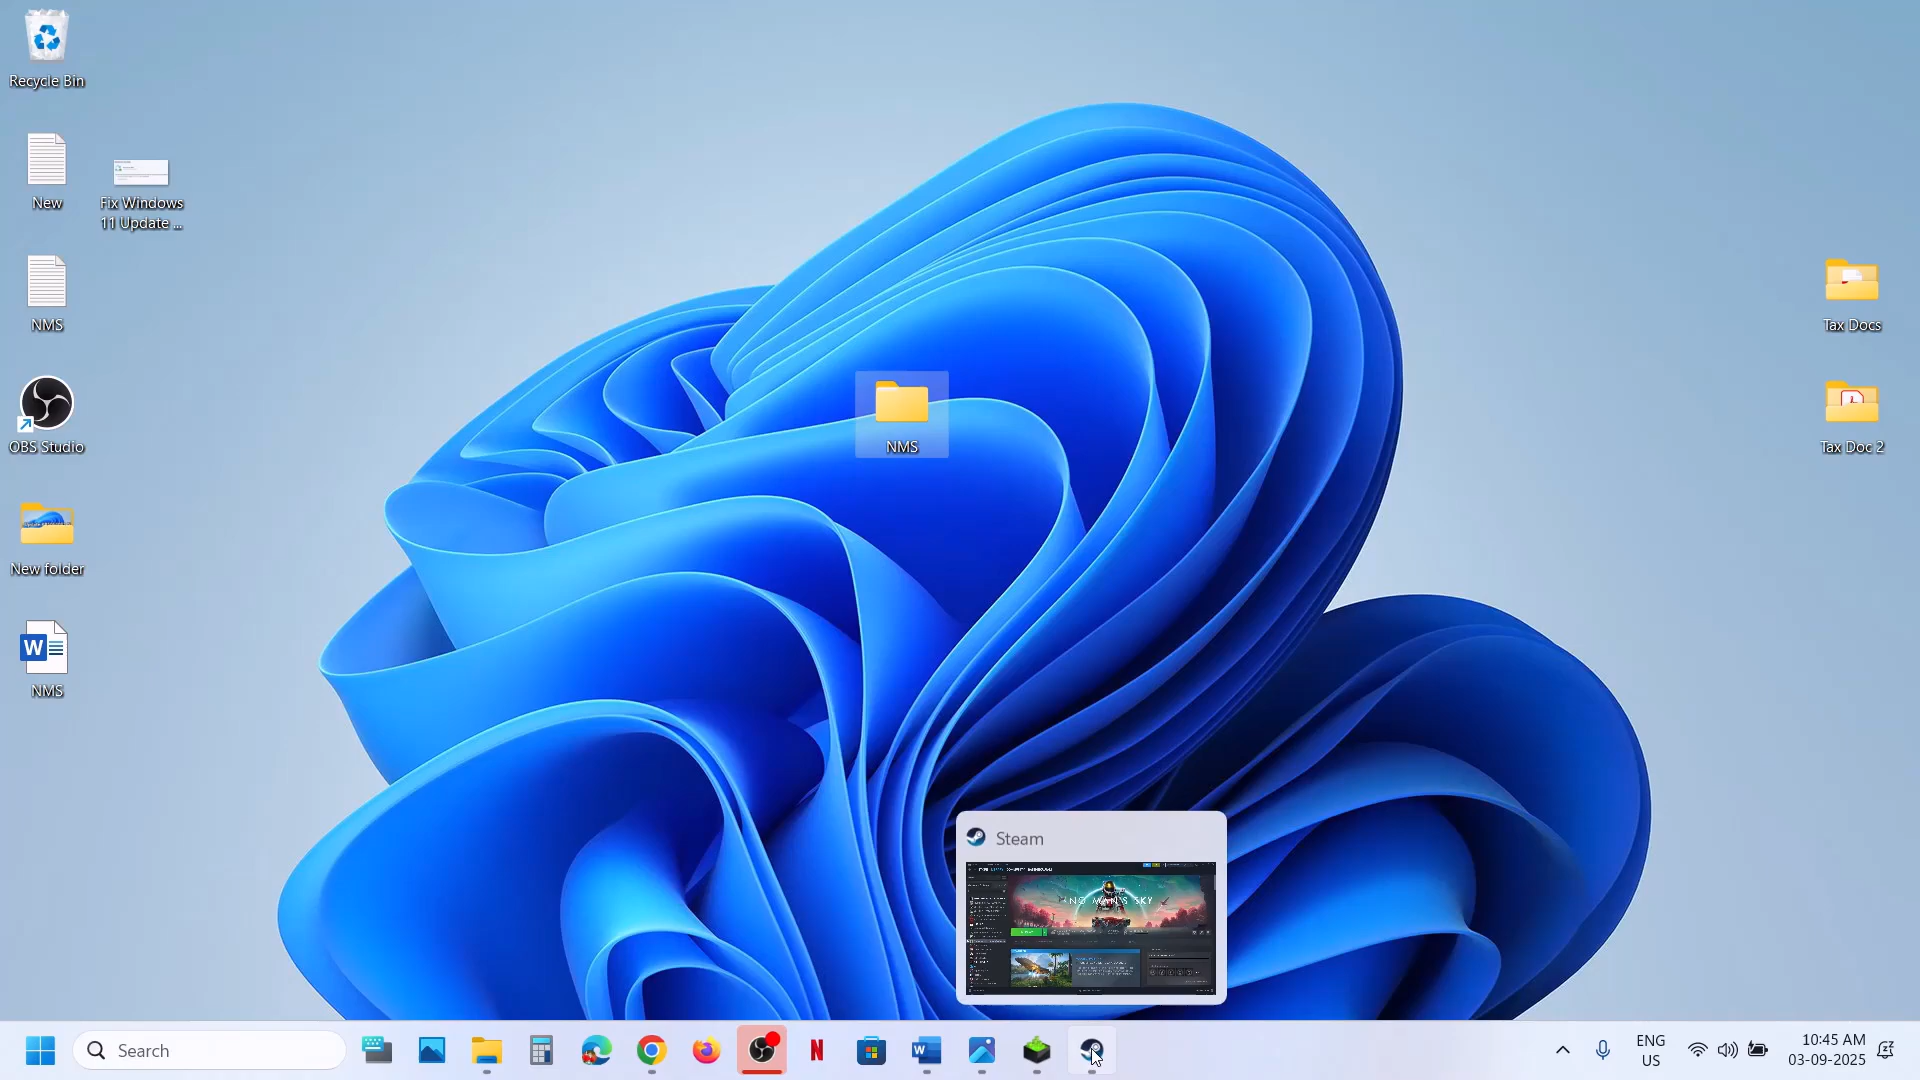 Recycle Bin
New
Fix Windows
11 Update ...
NMS
OBS Studio
New folder
NMS
NMS
Tax Docs
Tax Doc 2
Steam
NO MAN'S SKY
Search
ENG
US
10:45 AM
03-09-2025